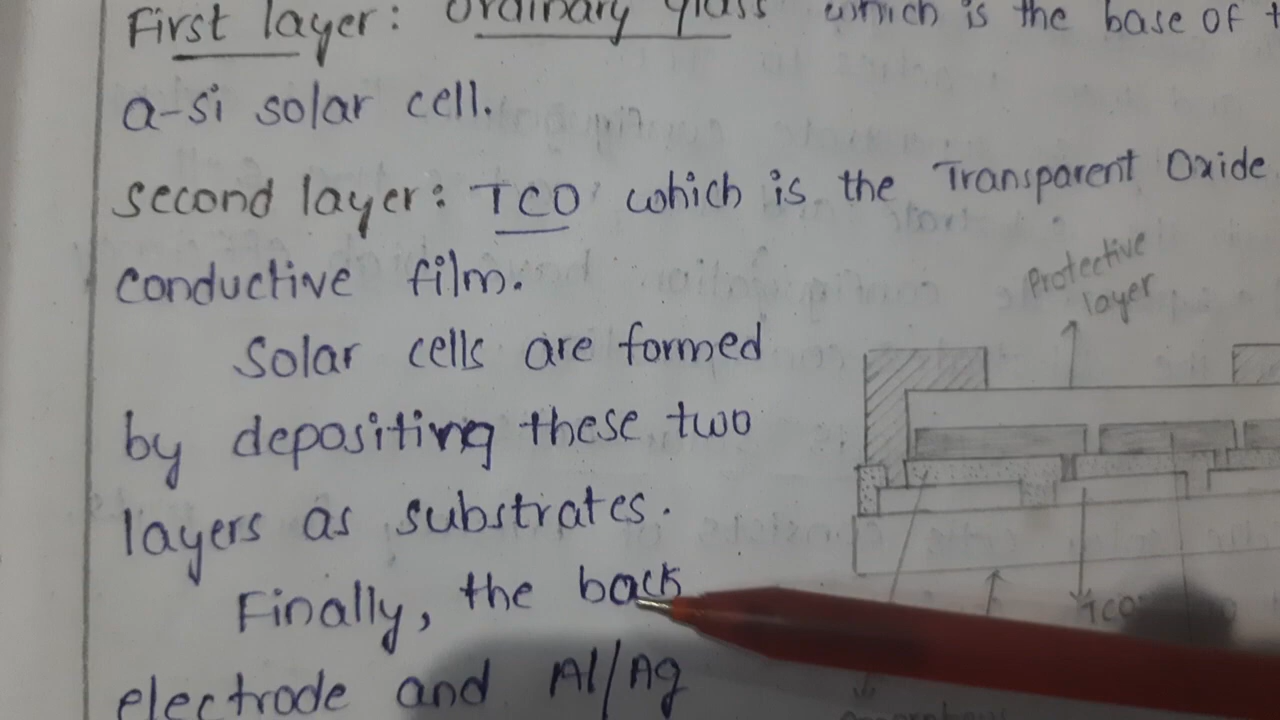 First layer: Ordinary glass which is the base of
a-si solar cell.
second layer: TCO which is the Transparent Oxide
conductive film.
Solar cells are formed
by depositing these two
layers as substrates.
Finally, the back
electrode and Al/Ag
Protective
layer
TCO